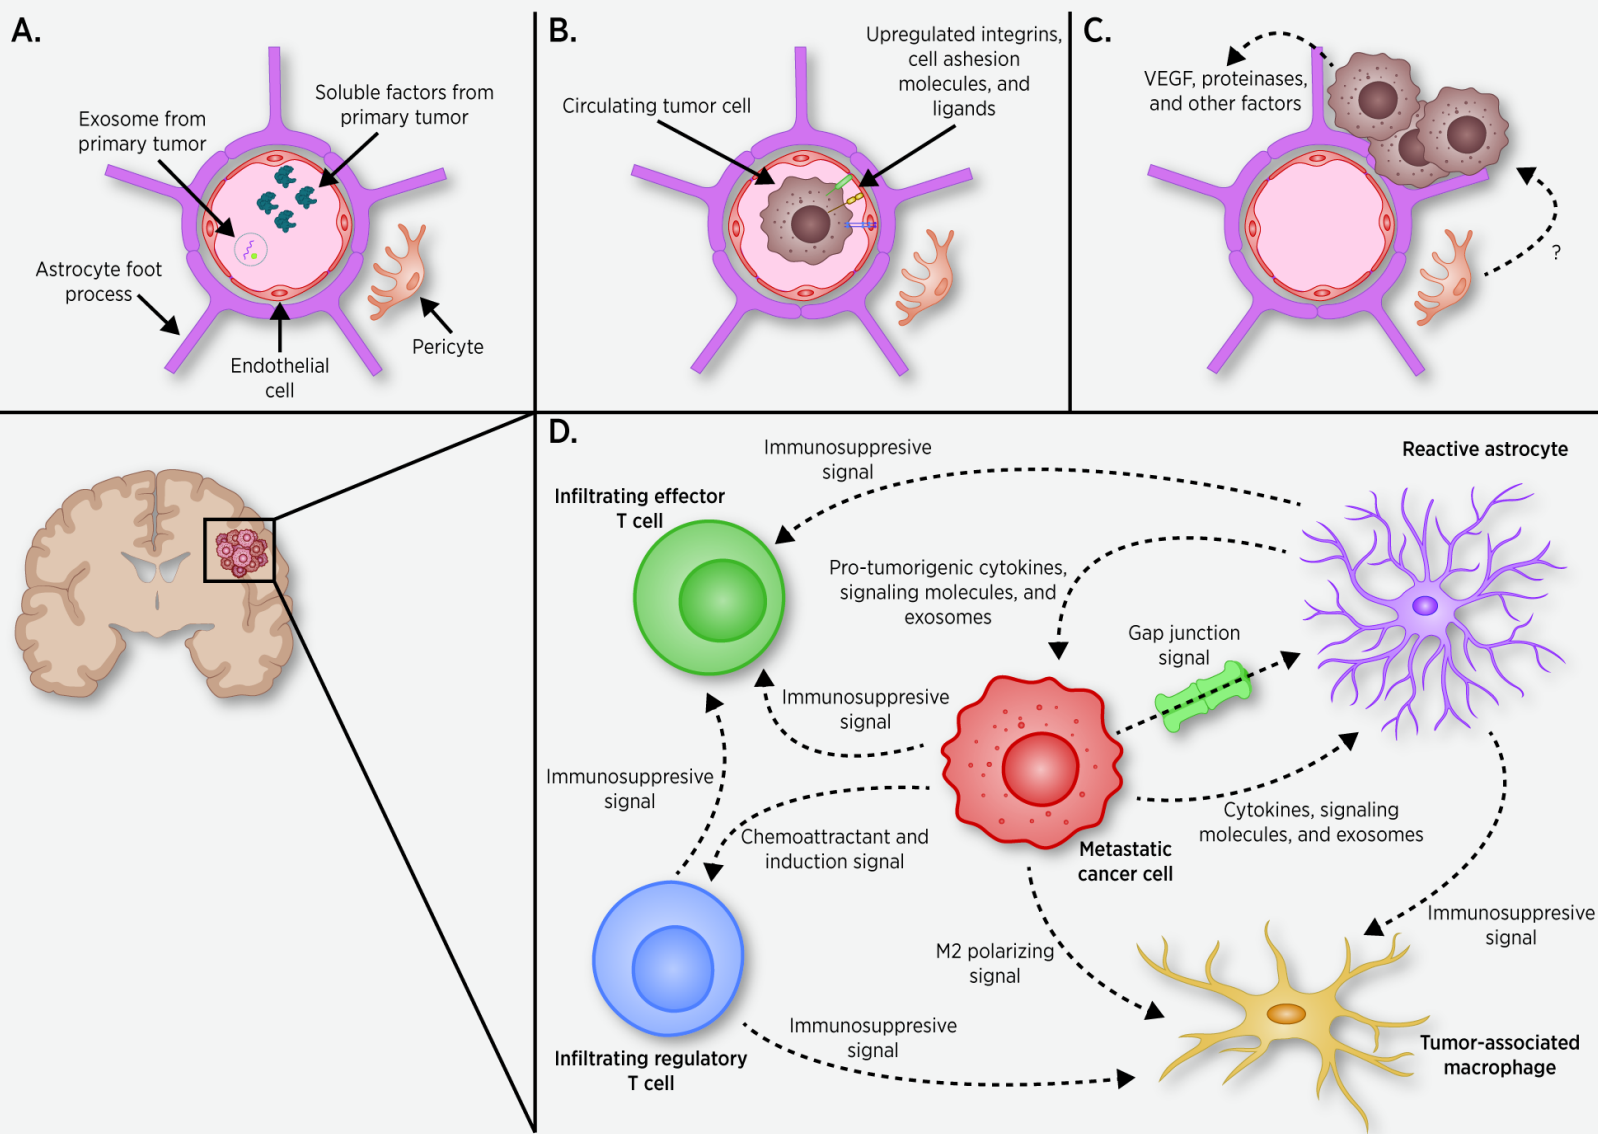 A.
Exosome from
primary tumor
Soluble factors from
primary tumor
Astrocyte foot
process
Endothelial
cell
Pericyte
B.
Circulating tumor cell
Upregulated integrins,
cell ashesion
molecules, and
ligands
C.
VEGF, proteinases,
and other factors
?
D.
Immunosuppresive
signal
Reactive astrocyte
Infiltrating effector
T cell
Pro-tumorigenic cytokines,
signaling molecules, and
exosomes
Gap junction
signal
Immunosuppresive
signal
Immunosuppresive
signal
Chemoattractant and
induction signal
Cytokines, signaling
molecules, and exosomes
Metastatic
cancer cell
Immunosuppresive
signal
M2 polarizing
signal
Immunosuppresive
signal
Infiltrating regulatory
T cell
Tumor-associated
macrophage